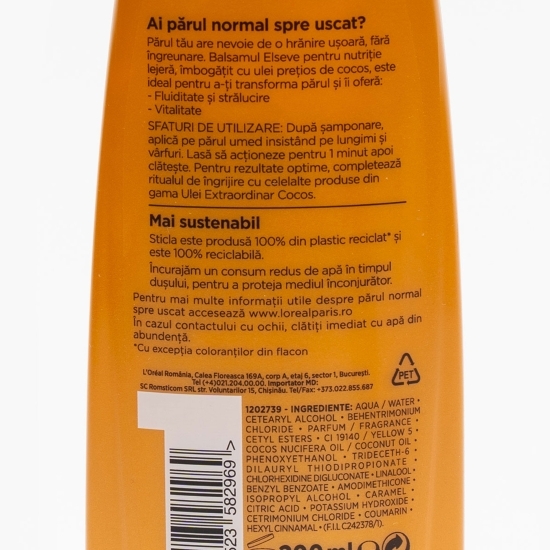 Ai părul normal spre uscat?
Părul tău are nevoie de o hrănire ușoară, fără
îngreunare. Balsamul Elseve pentru nutriție
lejeră, îmbogățit cu ulei prețios de cocos, este
ideal pentru a-ți transforma părul și îi oferă:
- Fluiditate și strălucire
- Vitalitate
SFATURI DE UTILIZARE: După șamponare,
aplică pe părul umed insistând pe lungimi și
vârfuri. Lasă să acționeze pentru 1 minut apoi
clătește. Pentru rezultate optime, completează
ritualul de îngrijire cu celelalte produse din
gama Ulei Extraordinar Cocos.
Mai sustenabil
Sticla este produsă 100% din plastic reciclat* și
este 100% reciclabilă.
Încurajăm un consum redus de apă în timpul
dușului, pentru a proteja mediul înconjurător.
Pentru mai multe informații utile despre părul normal
spre uscat accesează www.lorealparis.ro
În cazul contactului cu ochii, clătiți imediat cu apă din
abundență.
*Cu excepția coloranților din flacon
L'Oréal România, Calea Floreasca 169A, corp A, etaj 6, sector 1, București.
Tel (+4)021.204.00.00. Importator MD:
SC Romsticom SRL str. Voluntarilor 15, Chișinău. Tel/Fax: +373.022.855.687
PET
1
1202739 - INGREDIENTE: AQUA / WATER •
CETEARYL ALCOHOL • BEHENTRIMONIUM
CHLORIDE • PARFUM / FRAGRANCE •
CETYL ESTERS • CI 19140 / YELLOW 5 •
COCOS NUCIFERA OIL / COCONUT OIL •
PHENOXYETHANOL • TRIDECETH-6 •
DILAURYL THIODIPROPIONATE •
CHLORHEXIDINE DIGLUCONATE • LINALOOL •
BENZYL BENZOATE • AMODIMETHICONE •
ISOPROPYL ALCOHOL • CARAMEL •
CITRIC ACID • POTASSIUM HYDROXIDE •
CETRIMONIUM CHLORIDE • COUMARIN •
HEXYL CINNAMAL • (F.I.L C242378/1).
523 582969 >